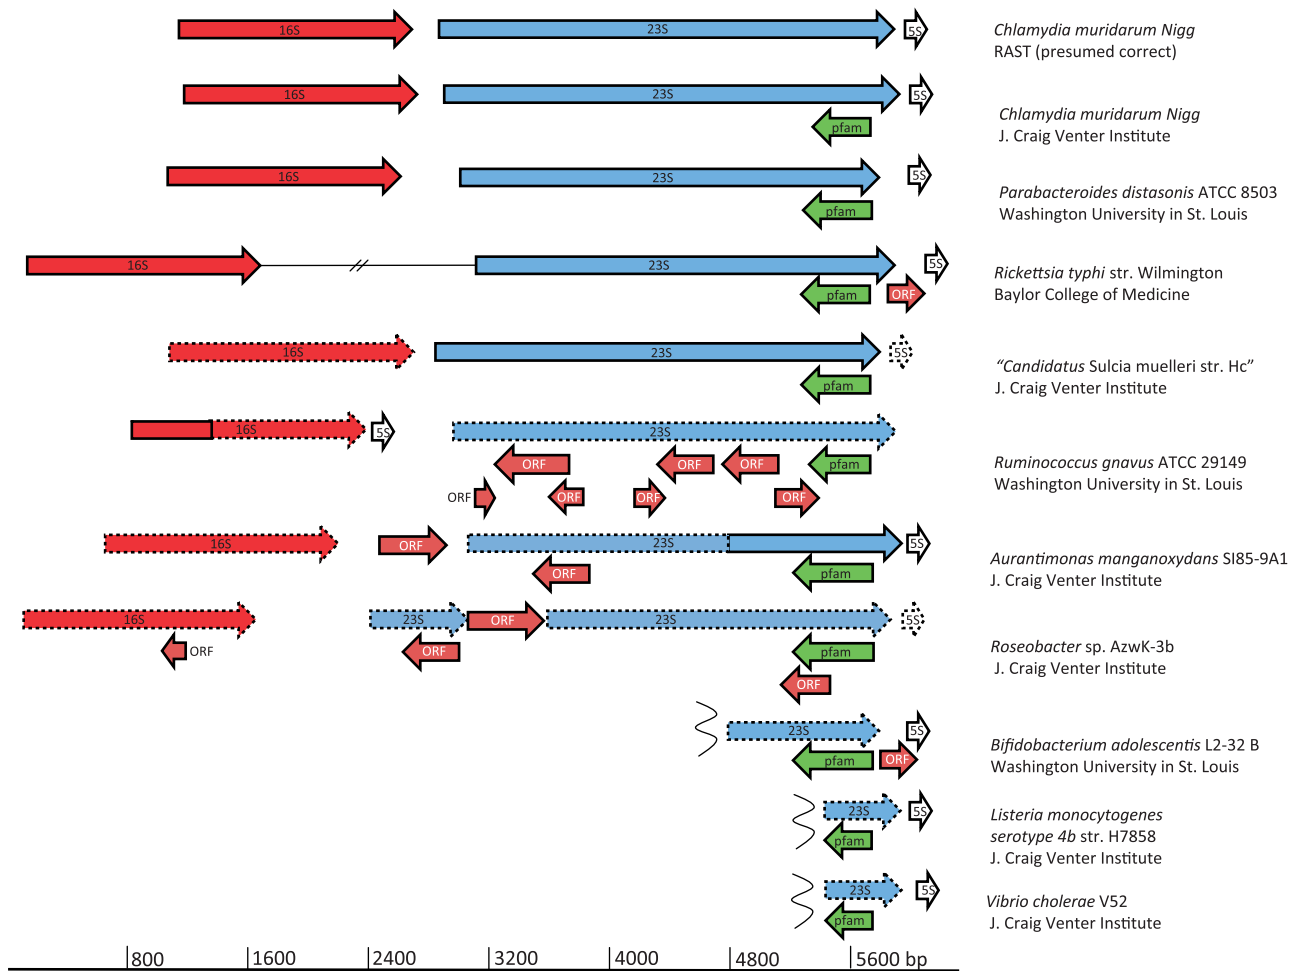 16S 23S 5S
Chlamydia muridarum Nigg
RAST (presumed correct)
16S 23S 5S
pfam
Chlamydia muridarum Nigg
J. Craig Venter Institute
16S 23S 5S
pfam
Parabacteroides distasonis ATCC 8503
Washington University in St. Louis
16S 23S 5S
pfam ORF
Rickettsia typhi str. Wilmington
Baylor College of Medicine
16S 23S 5S
pfam
“Candidatus Sulcia muelleri str. Hc”
J. Craig Venter Institute
16S 5S 23S
ORF ORF ORF pfam
ORF ORF ORF ORF
Ruminococcus gnavus ATCC 29149
Washington University in St. Louis
16S ORF 23S 5S
ORF pfam
Aurantimonas manganoxydans SI85-9A1
J. Craig Venter Institute
16S 23S ORF 23S 5S
ORF ORF pfam
ORF
Roseobacter sp. AzwK-3b
J. Craig Venter Institute
23S 5S
pfam ORF
Bifidobacterium adolescentis L2-32 B
Washington University in St. Louis
23S 5S
pfam
Listeria monocytogenes
serotype 4b str. H7858
J. Craig Venter Institute
23S 5S
pfam
Vibrio cholerae V52
J. Craig Venter Institute
800 1600 2400 3200 4000 4800 5600 bp